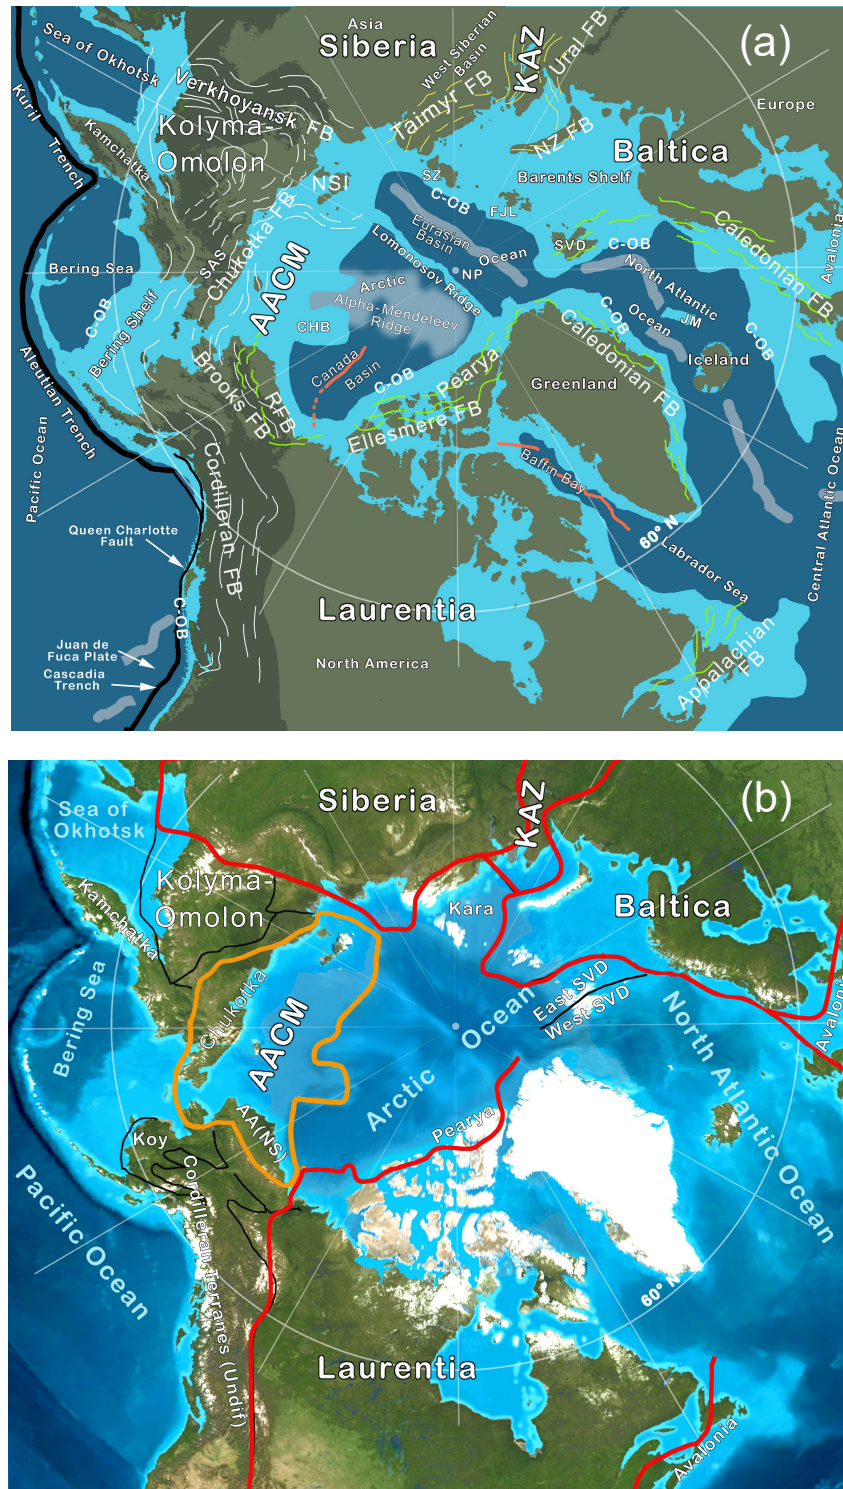 (a)
Asia
Siberia
West Siberian
Basin
KAZ
Ural FB
Sea of Okhotsk
Verkhoyansk FB
Taimyr FB
Europe
Kuril Trench
Kamchatka
Kolyma-
Omolon
NZ-FB
Baltica
NSI
SZ
C-OB
Barents Shelf
FJL
Eurasian
Basin
Ocean
SVD
C-OB
Caledonian FB
Avalonia
Chukotka FB
SAS
AACM
Lomonosov Ridge
NP
North Atlantic
Ocean
Bering Sea
Arctic
Alpha-Mendeleev
Ridge
C-OB
JM
C-OB
C-OB
Bering Shelf
CHB
Iceland
Aleutian Trench
Brooks FB
RFB
Canada
Basin
C-OB
Pearya
Greenland
Caledonian FB
Ellesmere FB
Pacific Ocean
Cordilleran FB
Baffin Bay
Queen Charlotte
Fault
60° N
Central Atlantic Ocean
Labrador Sea
C-OB
Laurentia
Juan de
Fuca Plate
Cascadia
Trench
North America
Appalachian
FB
(b)
Siberia
KAZ
Sea of
Okhotsk
Kolyma-
Omolon
Kamchatka
Kara
Baltica
Chukotka
East SVD
West SVD
Ocean
Avalonia
Bering Sea
AACM
North Atlantic Ocean
Arctic
AA(NS)
Pearya
Koy
Pacific Ocean
Cordilleran Terranes (Undif)
60° N
Laurentia
Avalonia